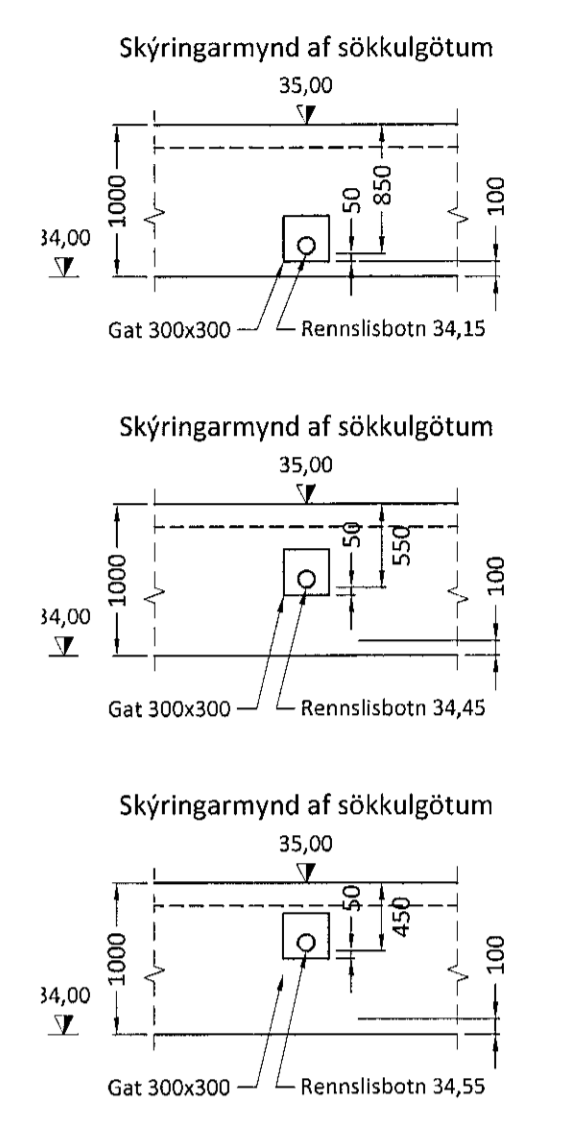 Skýringarmynd af sökkulgötum
35,00
1000
50
850
100
34,00
Gat 300x300
Rennslisbotn 34,15
Skýringarmynd af sökkulgötum
35,00
1000
50
550
100
34,00
Gat 300x300
Rennslisbotn 34,45
Skýringarmynd af sökkulgötum
35,00
1000
50
450
100
34,00
Gat 300x300
Rennslisbotn 34,55